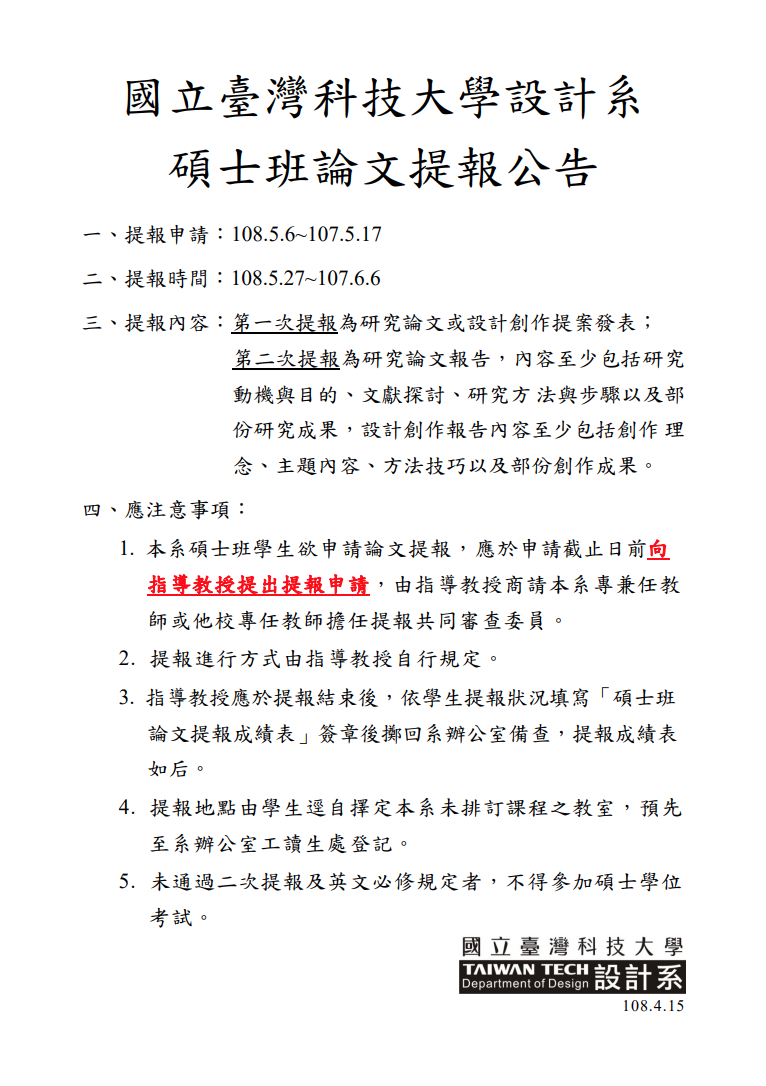 國立臺灣科技大學設計系
碩士班論文提報公告
一、提報申請：108.5.6~107.5.17
二、提報時間：108.5.27~107.6.6
三、提報內容：第一次提報為研究論文或設計創作提案發表；
第二次提報為研究論文報告，內容至少包括研究
動機與目的、文獻探討、研究方法與步驟以及部
份研究成果，設計創作報告內容至少包括創作理
念、主題內容、方法技巧以及部份創作成果。
四、應注意事項：
1. 本系碩士班學生欲申請論文提報，應於申請截止日前向
指導教授提出提報申請，由指導教授商請本系專兼任教
師或他校專任教師擔任提報共同審查委員。
2. 提報進行方式由指導教授自行規定。
3. 指導教授應於提報結束後，依學生提報狀況填寫「碩士班
論文提報成績表」簽章後擲回系辦公室備查，提報成績表
如后。
4. 提報地點由學生逕自擇定本系未排訂課程之教室，預先
至系辦公室工讀生處登記。
5. 未通過二次提報及英文必修規定者，不得參加碩士學位
考試。
國立臺灣科技大學
TAIWAN TECH
Department of Design 設計系
108.4.15